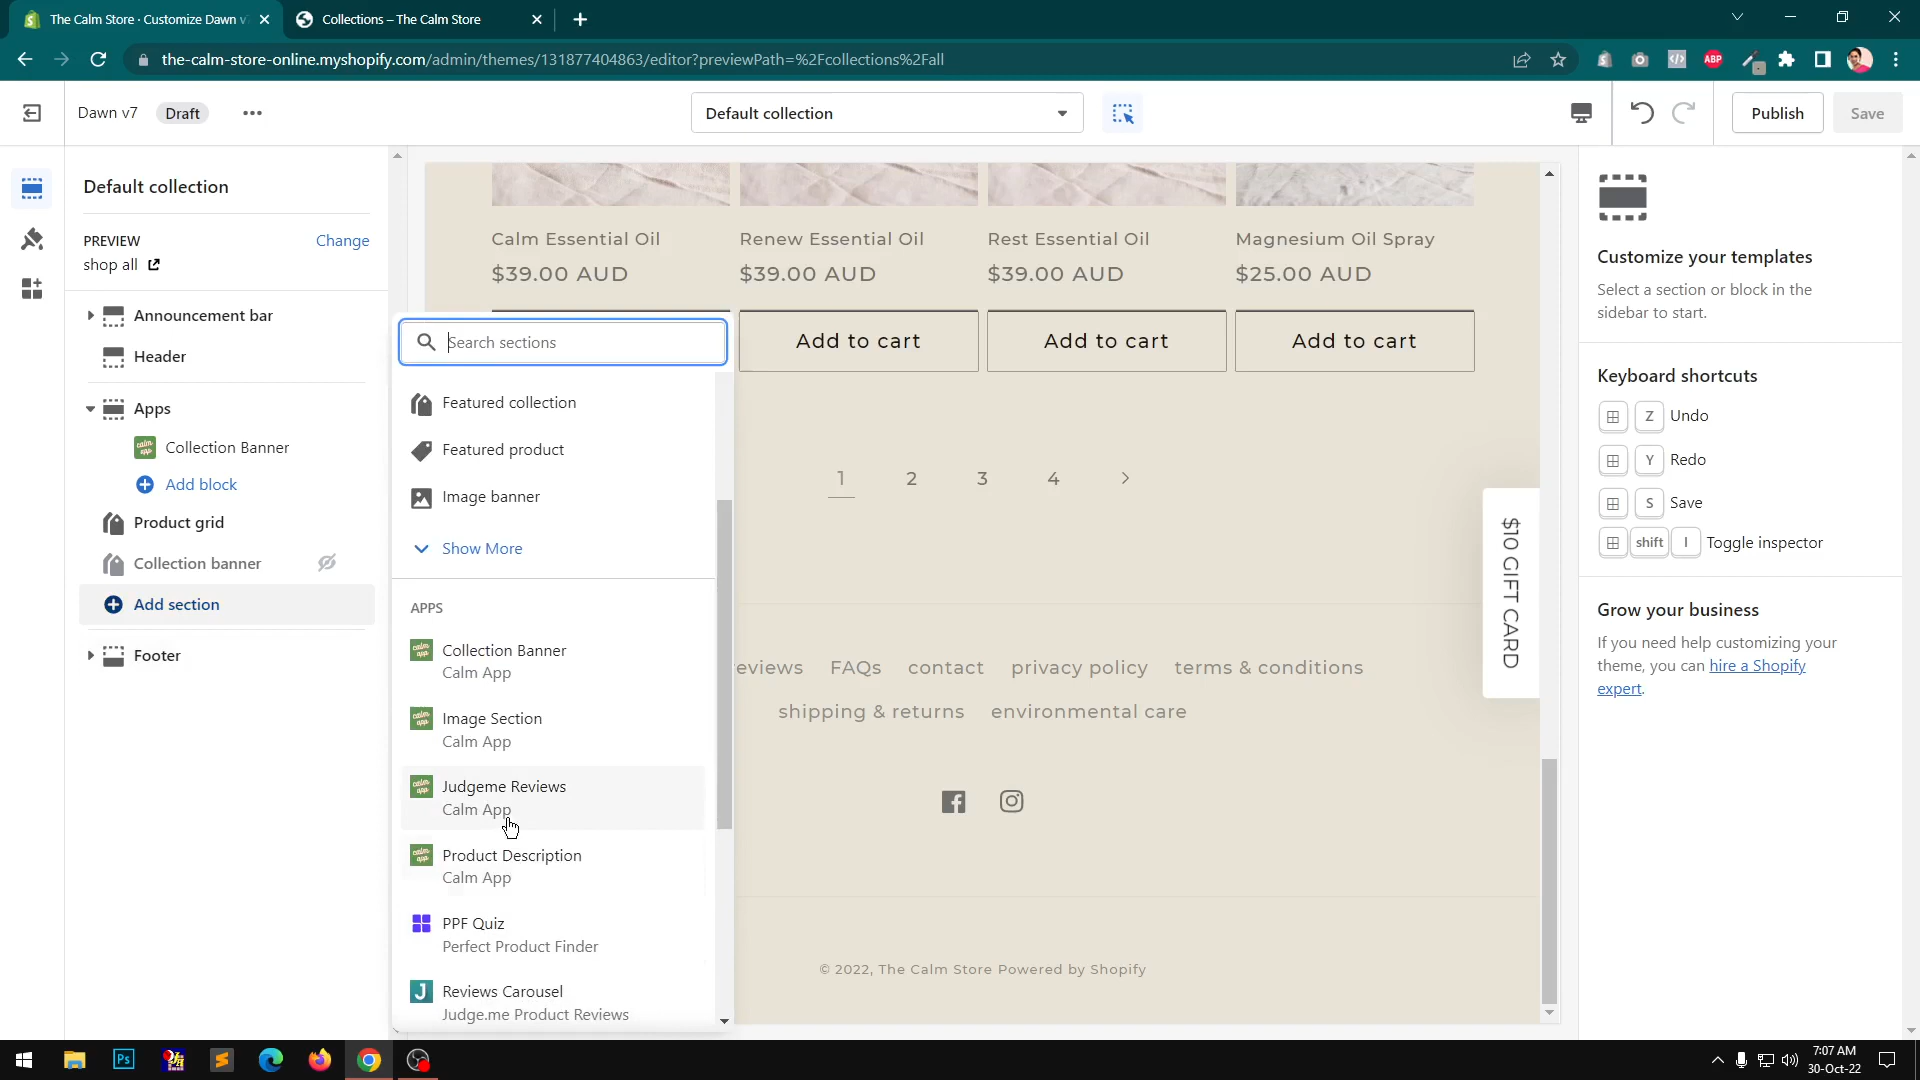 The Calm Store · Customize Dawn v
Collections – The Calm Store
the-calm-store-online.myshopify.com/admin/themes/131877404863/editor?previewPath=%2Fcollections%2Fall
ABP
Dawn v7
Draft
Default collection
Publish
Save
Default collection
PREVIEW
Change
shop all
Announcement bar
Header
Apps
Collection Banner
Add block
Product grid
Collection banner
Add section
Footer
Search sections
Featured collection
Featured product
Image banner
Show More
APPS
Collection Banner
Calm App
Image Section
Calm App
Judgeme Reviews
Calm App
Product Description
Calm App
PPF Quiz
Perfect Product Finder
Reviews Carousel
Judge.me Product Reviews
Calm Essential Oil
$39.00 AUD
Renew Essential Oil
$39.00 AUD
Add to cart
Rest Essential Oil
$39.00 AUD
Add to cart
Magnesium Oil Spray
$25.00 AUD
Add to cart
1 2 3 4
$10 GIFT CARD
eviews FAQs contact privacy policy terms & conditions
shipping & returns environmental care
© 2022, The Calm Store Powered by Shopify
Customize your templates
Select a section or block in the
sidebar to start.
Keyboard shortcuts
Z Undo
Y Redo
S Save
shift I Toggle inspector
Grow your business
If you need help customizing your
theme, you can hire a Shopify
expert.
Ps
7:07 AM
30-Oct-22